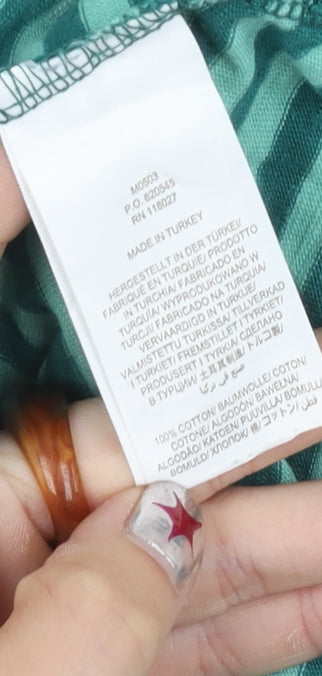 M0503
P.O. 620545
RN 118027
MADE IN TURKEY
HERGESTELLT IN DER TÜRKEI/
FABRIQUÉ EN TURQUIE/ PRODOTTO
IN TURCHIA/ FABRICADO EN
TURQUÍA/ WYPRODUKOWANO W
TURCJI/ FABRICADO NA TURQUIA/
VERVAARDIGD IN TURKIJE/
VALMISTETTU TURKISSA/ TILLVERKAD
I TURKIET/ FREMSTILLET I TYRKIET/
PRODUSERT I TYRKIA/ СДЕЛАНО
В ТУРЦИИ/ 土耳其制造/ トルコ製/
صنع في تركيا
100% COTTON/ BAUMWOLLE/ COTON/
COTONE/ ALGODÓN/ BAWEŁNA/
ALGODÃO/ KATOEN/ PUUVILLA/ BOMULL/
BOMULD/ ХЛОПОК/ 棉/ コットン/ قطن